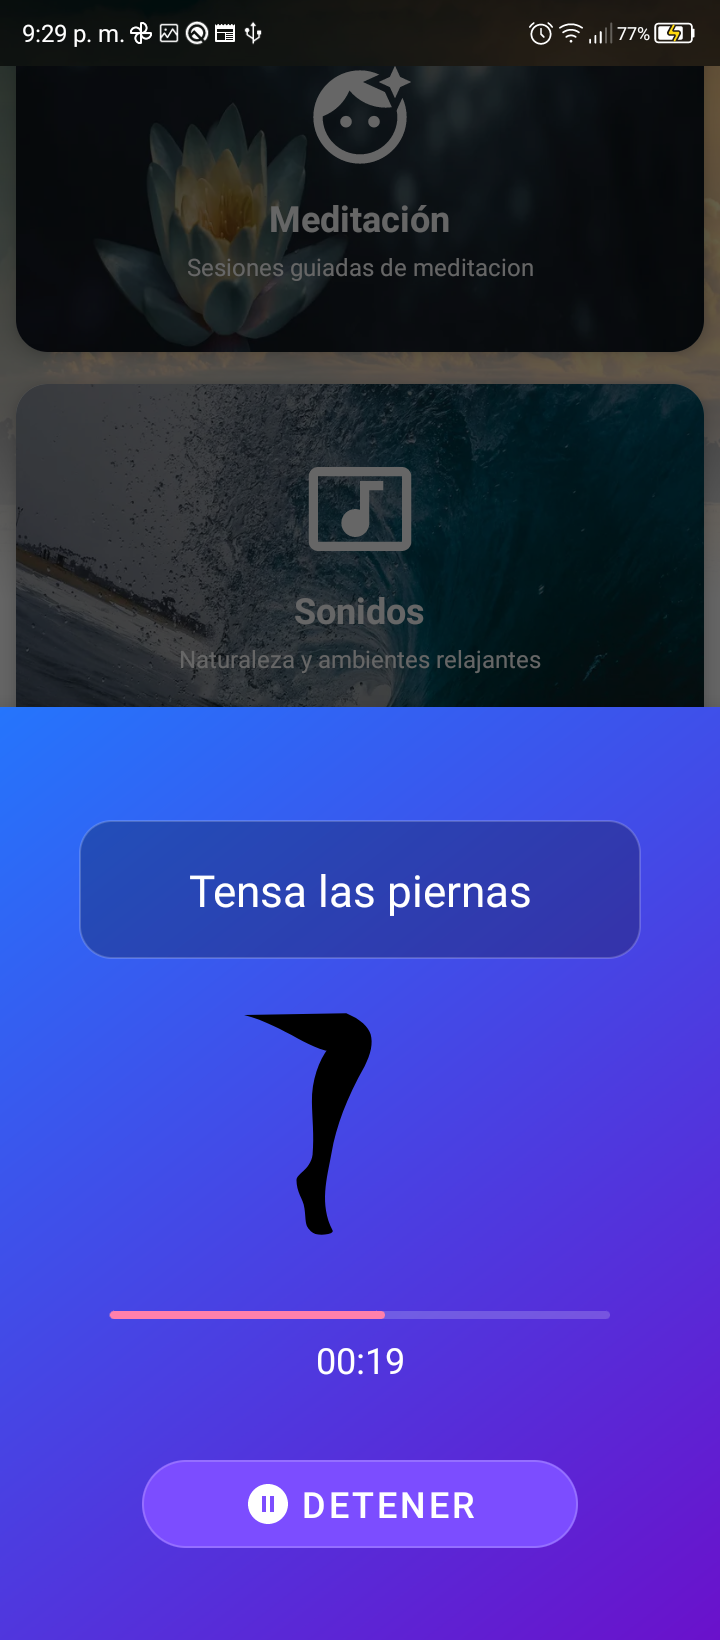 9:29 p. m.
77%
Meditación
Sesiones guiadas de meditacion
Sonidos
Naturaleza y ambientes relajantes
Tensa las piernas
00:19
DETENER